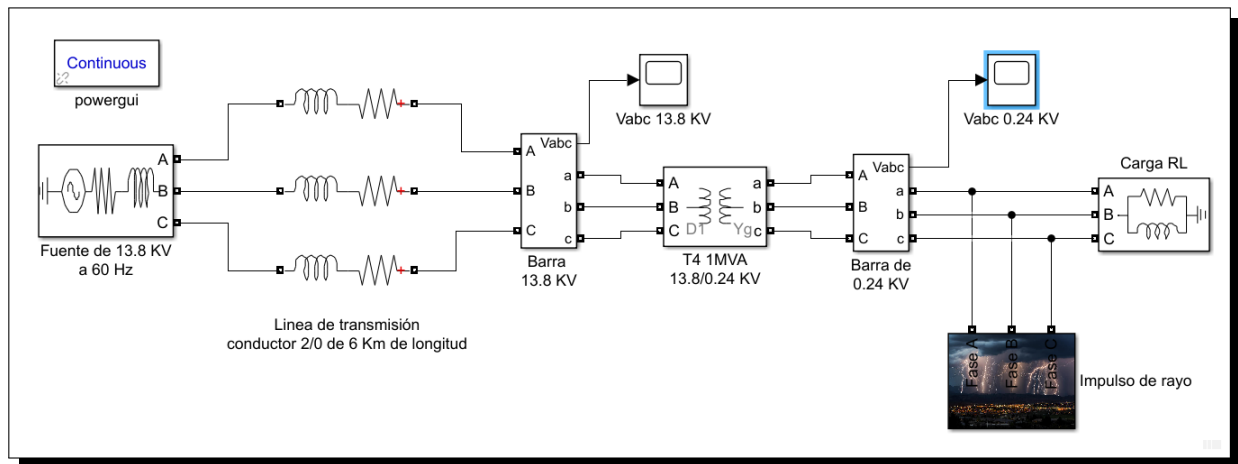 Continuous
powergui
A
B
C
Fuente de 13.8 KV
a 60 Hz
Linea de transmisión
conductor 2/0 de 6 Km de longitud
Vabc
A
B
C
a
b
c
Barra
13.8 KV
Vabc 13.8 KV
A
B
C
D1
Yg
a
b
c
T4 1MVA
13.8/0.24 KV
Vabc
A
B
C
a
b
c
Barra de
0.24 KV
Vabc 0.24 KV
Carga RL
A
B
C
Fase A
Fase B
Fase C
Impulso de rayo